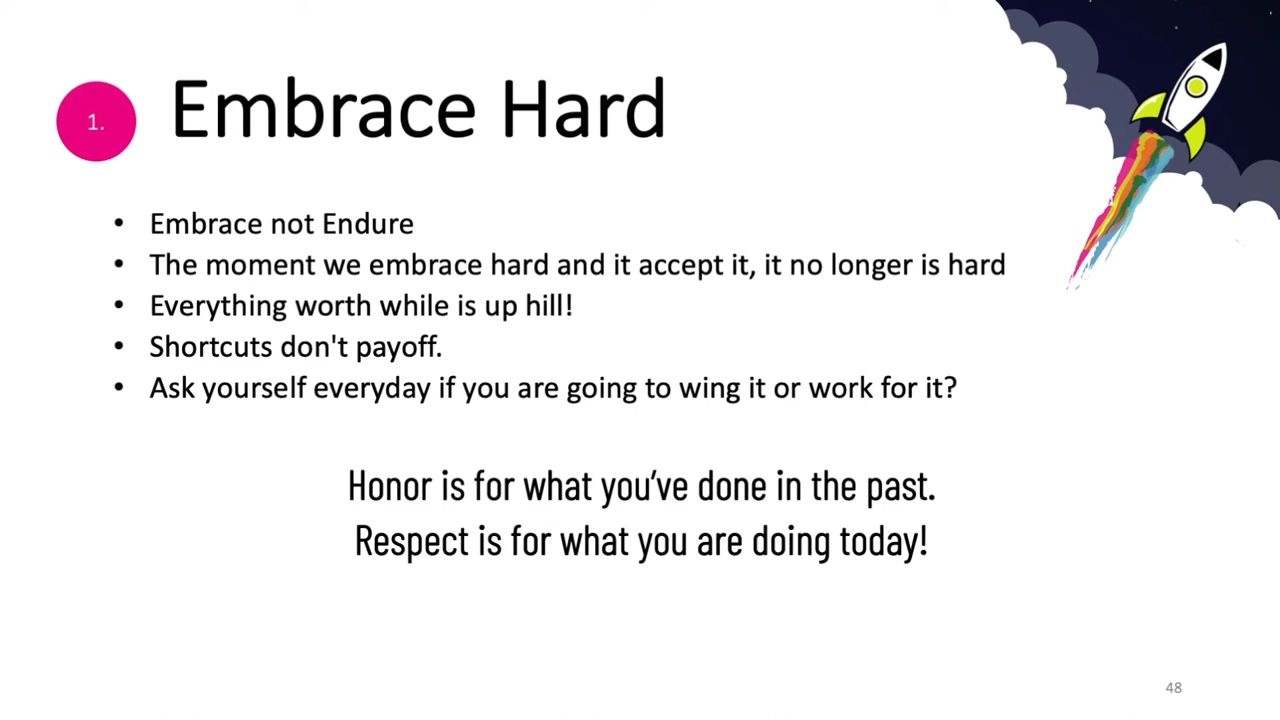 1.
Embrace Hard
• Embrace not Endure
• The moment we embrace hard and it accept it, it no longer is hard
• Everything worth while is up hill!
• Shortcuts don't payoff.
• Ask yourself everyday if you are going to wing it or work for it?
Honor is for what you’ve done in the past.
Respect is for what you are doing today!
48